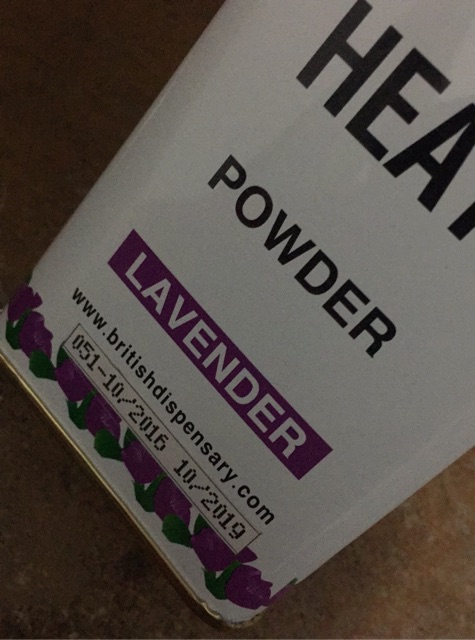 HEA
POWDER
LAVENDER
www.britishdispensary.com
051-10/2016 10/2019